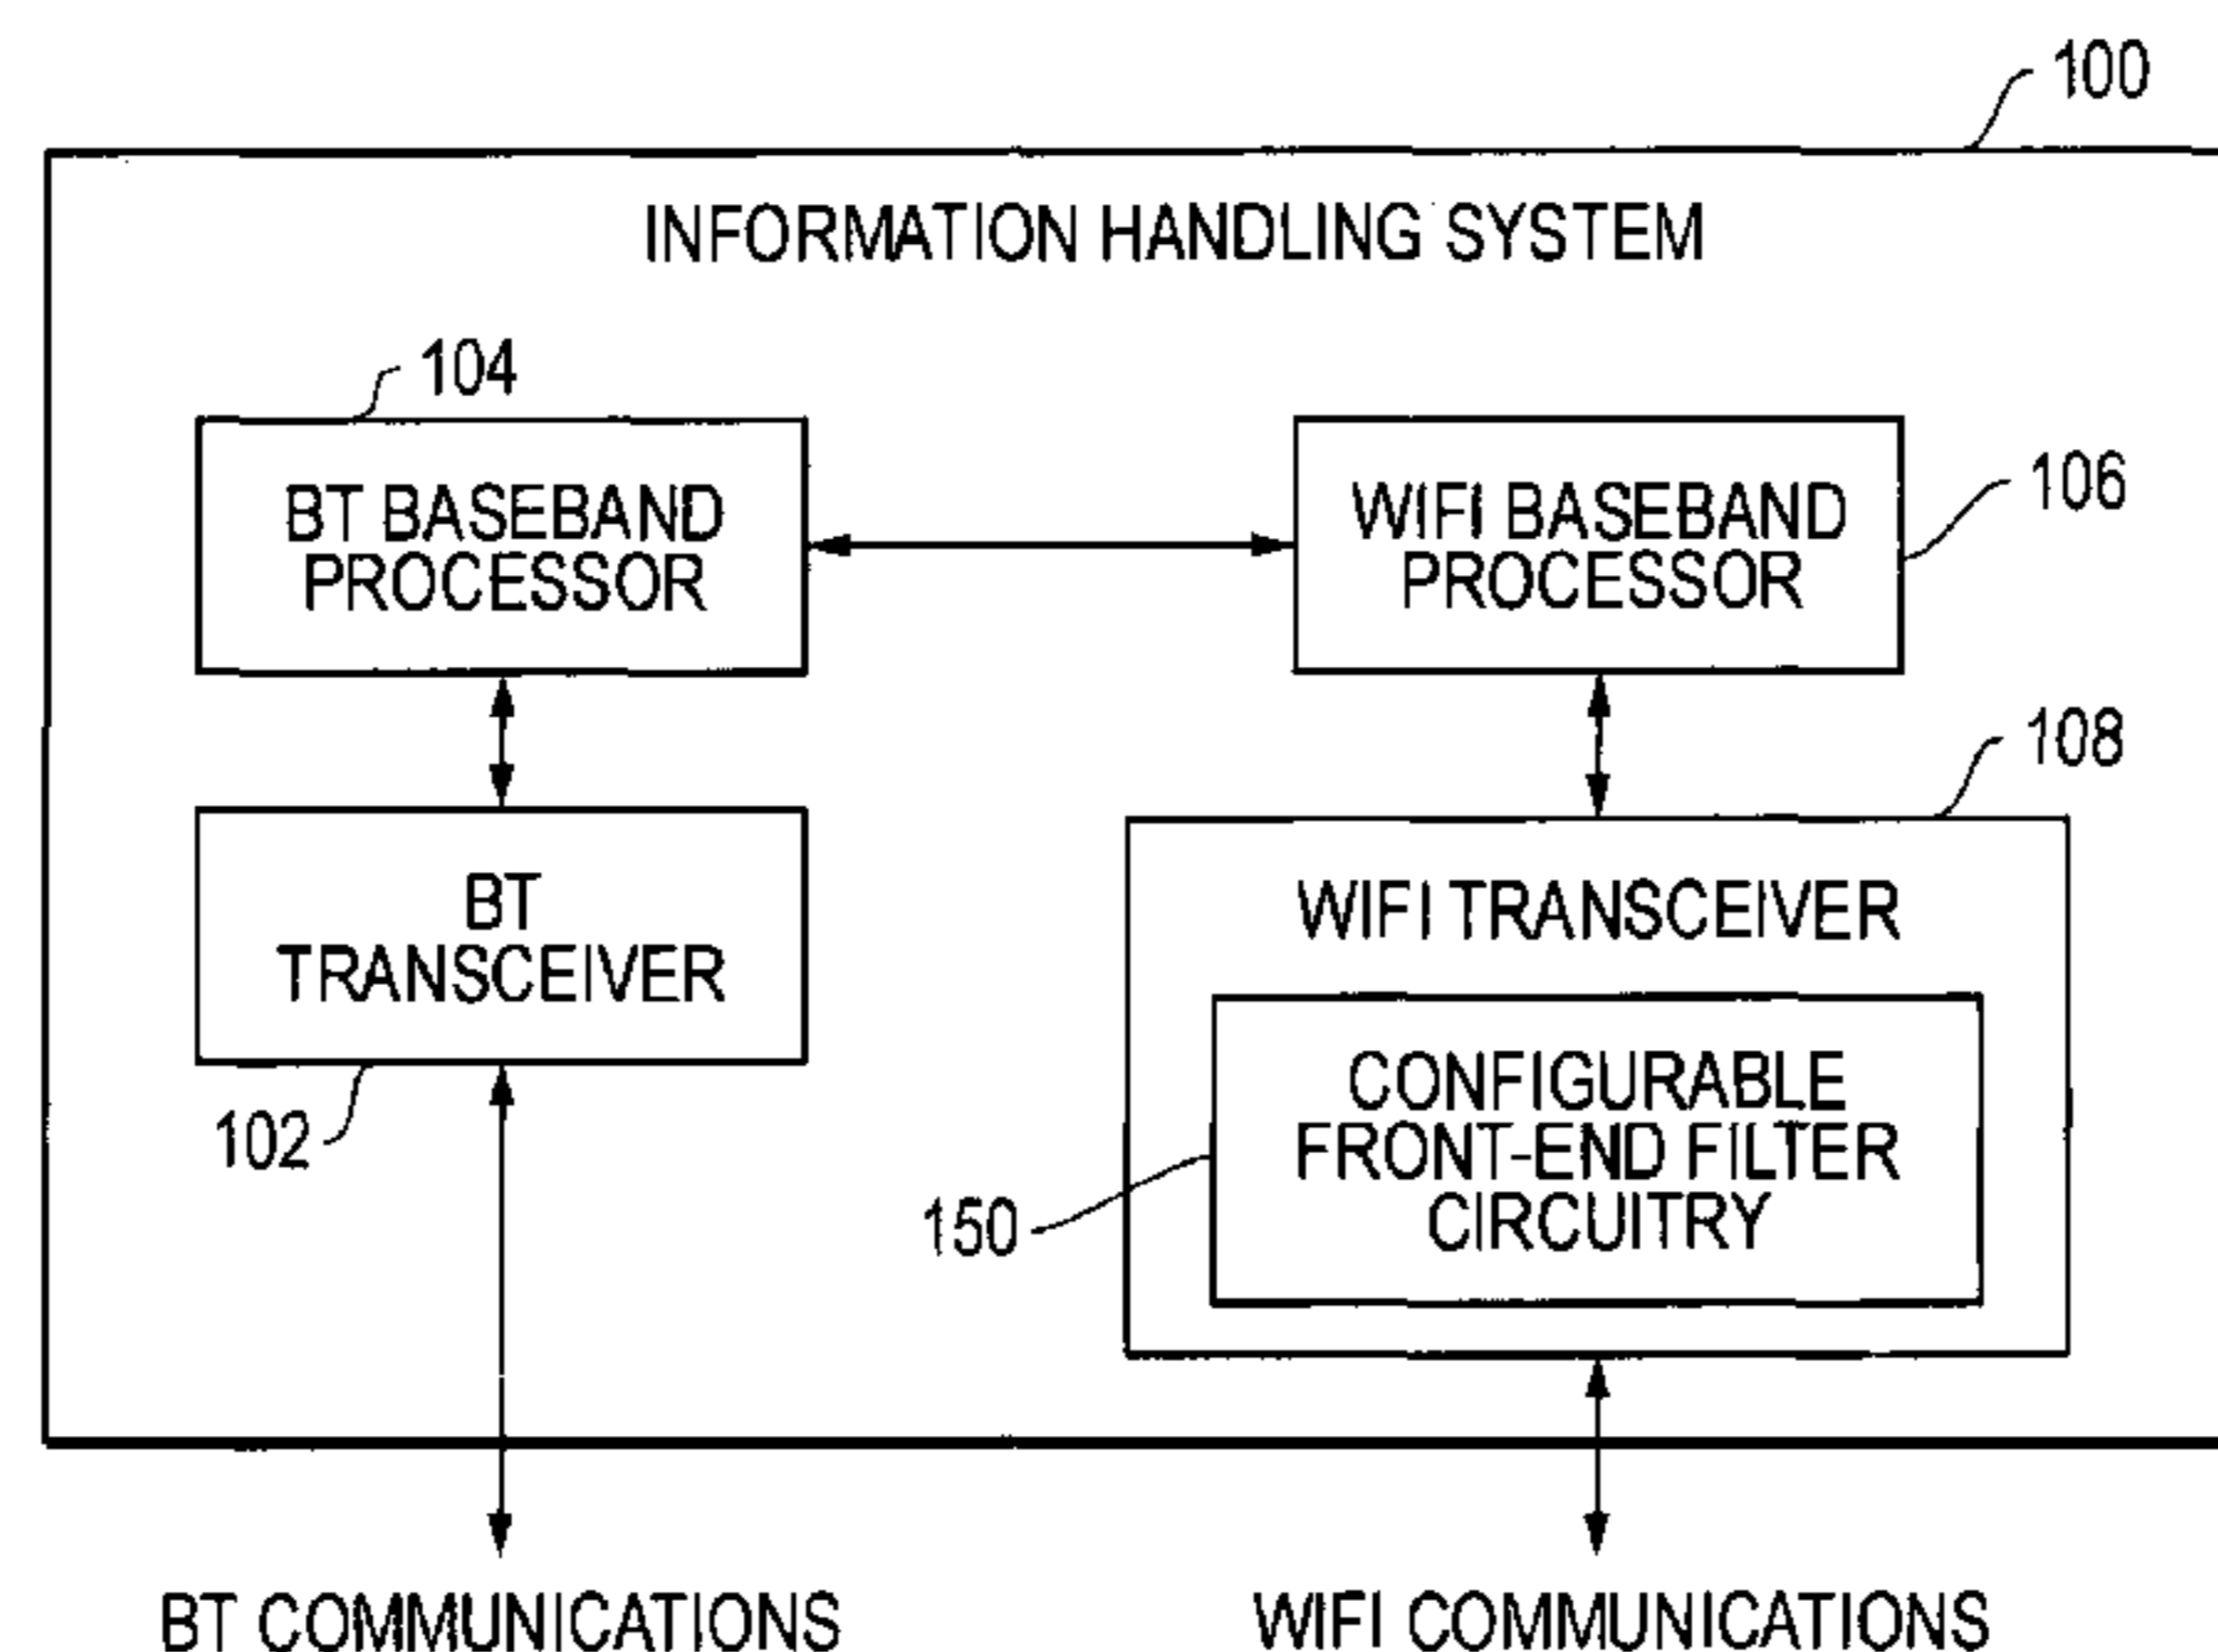 100
INFORMATION HANDLING SYSTEM
104
BT BASEBAND
PROCESSOR
WIFI BASEBAND
PROCESSOR
106
108
BT
TRANSCEIVER
102
WIFI TRANSCEIVER
CONFIGURABLE
FRONT-END FILTER
CIRCUITRY
150
BT COMMUNICATIONS
WIFI COMMUNICATIONS